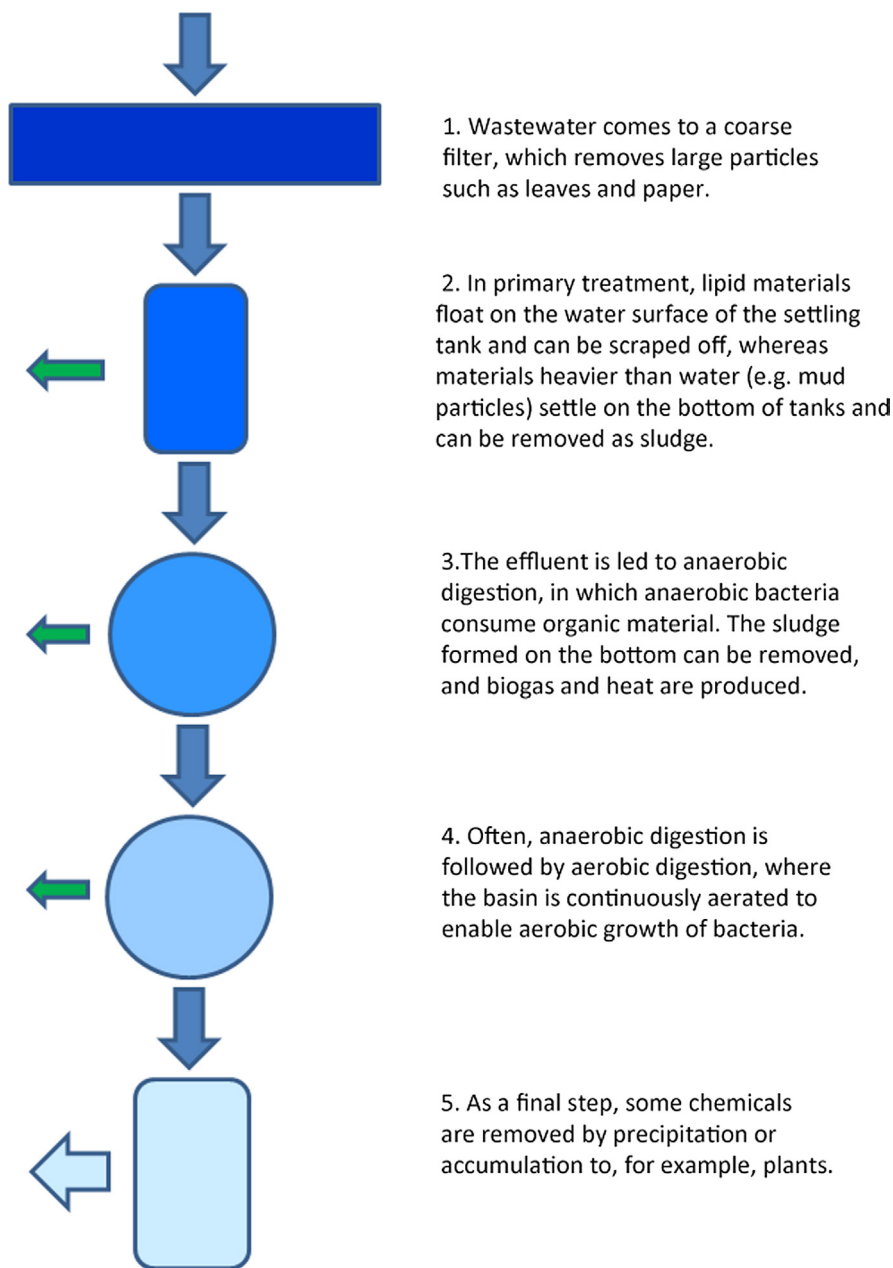 1. Wastewater comes to a coarse
filter, which removes large particles
such as leaves and paper.
2. In primary treatment, lipid materials
float on the water surface of the settling
tank and can be scraped off, whereas
materials heavier than water (e.g. mud
particles) settle on the bottom of tanks and
can be removed as sludge.
3.The effluent is led to anaerobic
digestion, in which anaerobic bacteria
consume organic material. The sludge
formed on the bottom can be removed,
and biogas and heat are produced.
4. Often, anaerobic digestion is
followed by aerobic digestion, where
the basin is continuously aerated to
enable aerobic growth of bacteria.
5. As a final step, some chemicals
are removed by precipitation or
accumulation to, for example, plants.